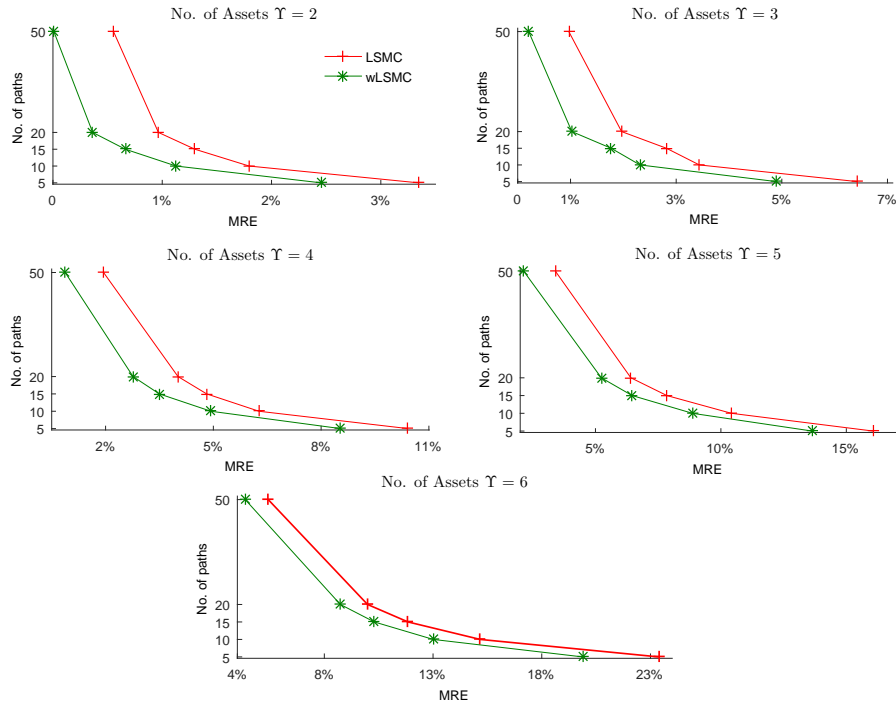 No. of Assets ϒ = 2
50
20
15
10
5
No. of paths
0
1%
2%
3%
MRE
LSMC
wLSMC
No. of Assets ϒ = 3
50
20
15
10
5
No. of paths
0
1%
3%
5%
7%
MRE
No. of Assets ϒ = 4
50
20
15
10
5
No. of paths
2%
5%
8%
11%
MRE
No. of Assets ϒ = 5
50
20
15
10
5
No. of paths
5%
10%
15%
MRE
No. of Assets ϒ = 6
50
20
15
10
5
No. of paths
4%
8%
13%
18%
23%
MRE